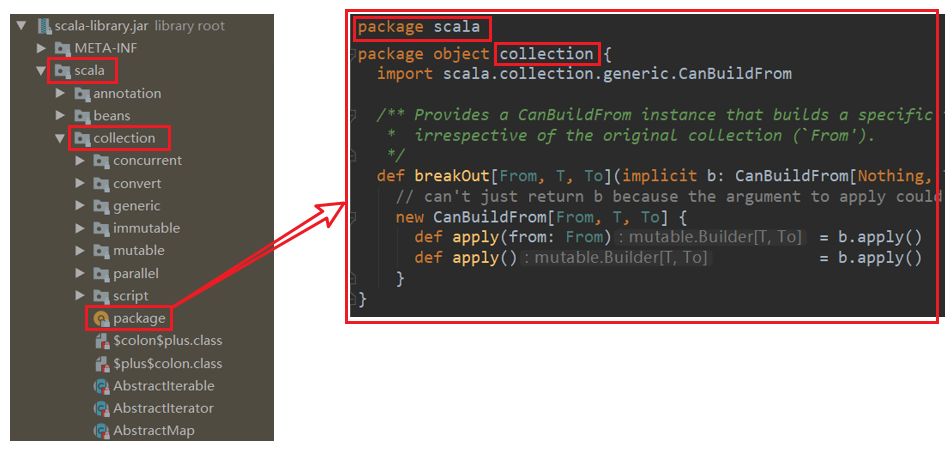 scala-library.jar library root
META-INF
scala
annotation
beans
collection
concurrent
convert
generic
immutable
mutable
parallel
script
package
$colon$plus.class
$plus$colon.class
AbstractIterable
AbstractIterator
AbstractMap
package scala
package object collection {
import scala.collection.generic.CanBuildFrom
/** Provides a CanBuildFrom instance that builds a specific
* irrespective of the original collection (`From').
*/
def breakOut[From, T, To](implicit b: CanBuildFrom[Nothing,
// can't just return b because the argument to apply could
new CanBuildFrom[From, T, To] {
def apply(from: From) : mutable.Builder[T, To] = b.apply()
def apply() : mutable.Builder[T, To] = b.apply()
}
}